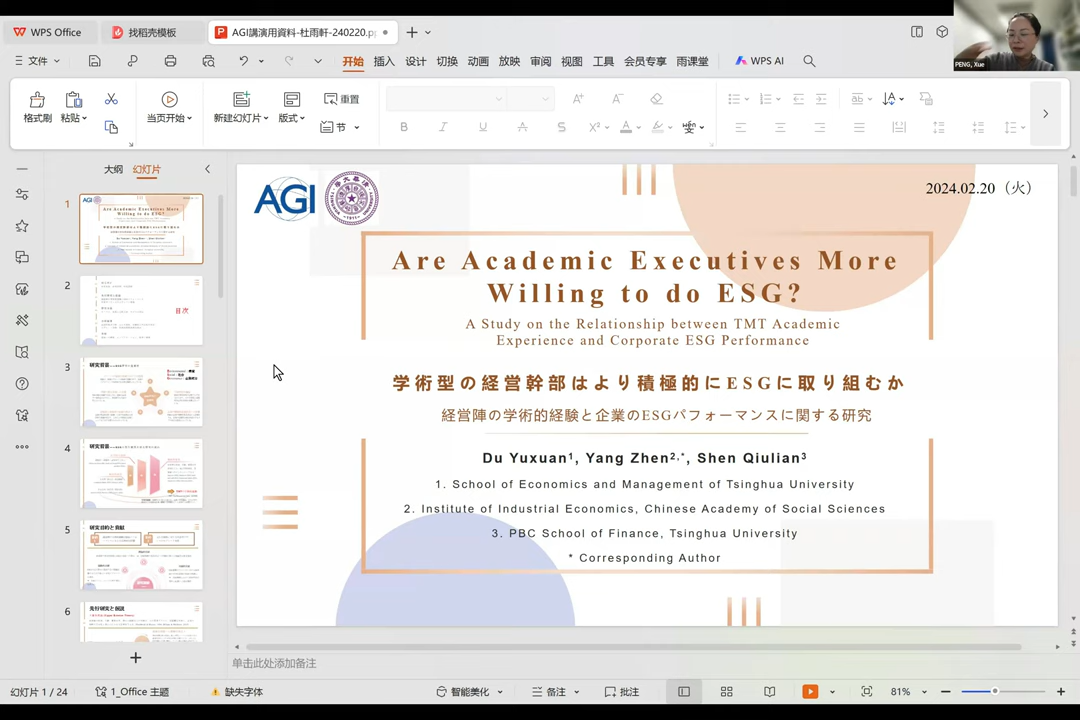 WPS Office
找稻壳模板
AGI講演用資料-杜雨軒-240220.pp
文件
开始
插入
设计
切换
动画
放映
审阅
视图
工具
会员专享
雨课堂
WPS AI
PENG, Xue
格式刷
粘贴
当页开始
新建幻灯片
版式
重置
节
大纲
幻灯片
1
2
目次
3
4
5
6
AGI
2024.02.20（火）
Are Academic Executives More
Willing to do ESG?
A Study on the Relationship between TMT Academic
Experience and Corporate ESG Performance
学術型の経営幹部はより積極的にESGに取り組むか
経営陣の学術的経験と企業のESGパフォーマンスに関する研究
Du Yuxuan1, Yang Zhen2,*, Shen Qiulian3
1. School of Economics and Management of Tsinghua University
2. Institute of Industrial Economics, Chinese Academy of Social Sciences
3. PBC School of Finance, Tsinghua University
* Corresponding Author
单击此处添加备注
幻灯片 1 / 24
1_Office 主题
缺失字体
智能美化
备注
批注
81%